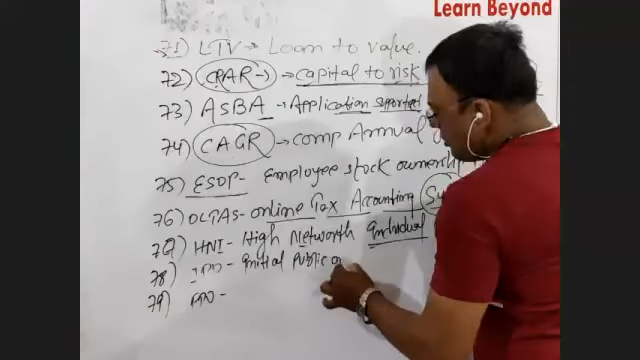 Learn Beyond
71) LTV → Learn to value.
72) CRAR → → capital to risk
73) ASBA → Application supported
74) CAGR → Comp Annual
75) ESOP - Employee stock ownership
76) OLTAS - online Tax Accounting Sy
77) HNI - High Networth Individual
78) IPO - Initial Public o
79) FPO -